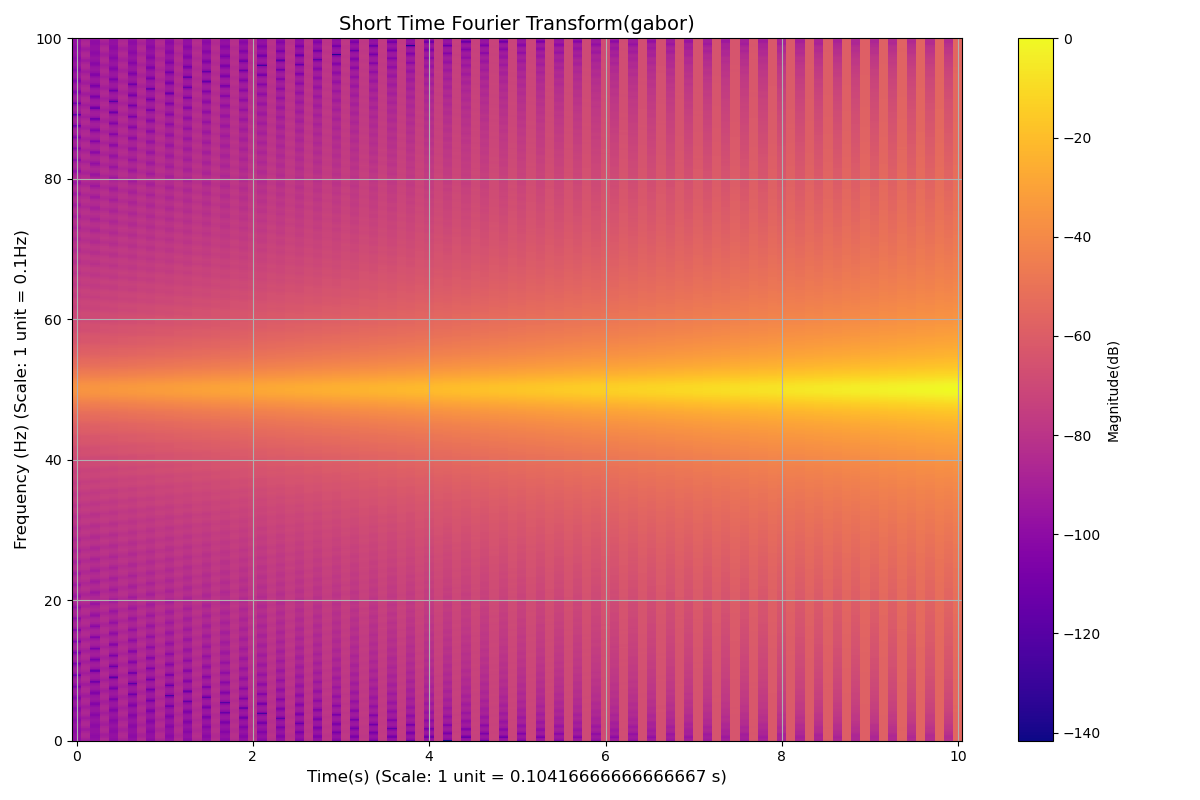 Short Time Fourier Transform(gabor)
100
80
60
40
20
0
Frequency (Hz) (Scale: 1 unit = 0.1Hz)
0 2 4 6 8 10
Time(s) (Scale: 1 unit = 0.10416666666666667 s)
0
−20
−40
−60
−80
−100
−120
−140
Magnitude(dB)